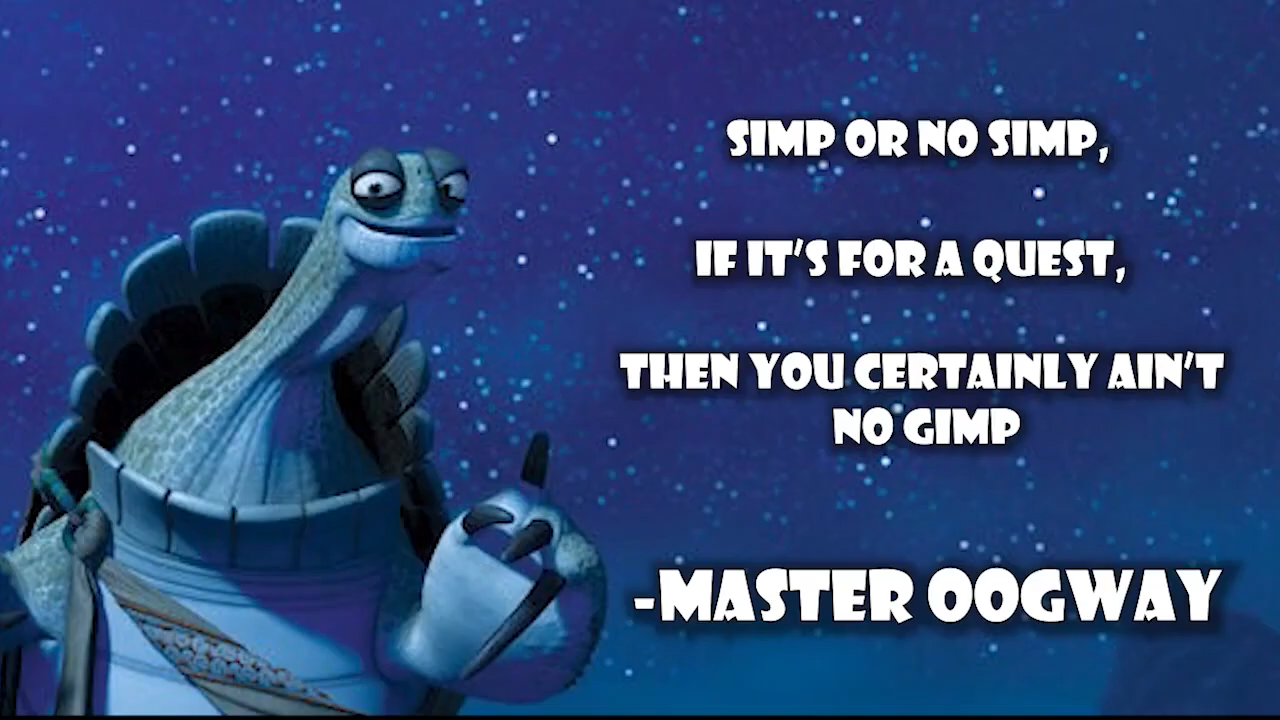 SIMP OR NO SIMP,
IF IT'S FOR A QUEST,
THEN YOU CERTAINLY AIN'T
NO GIMP
-MASTER OOGWAY